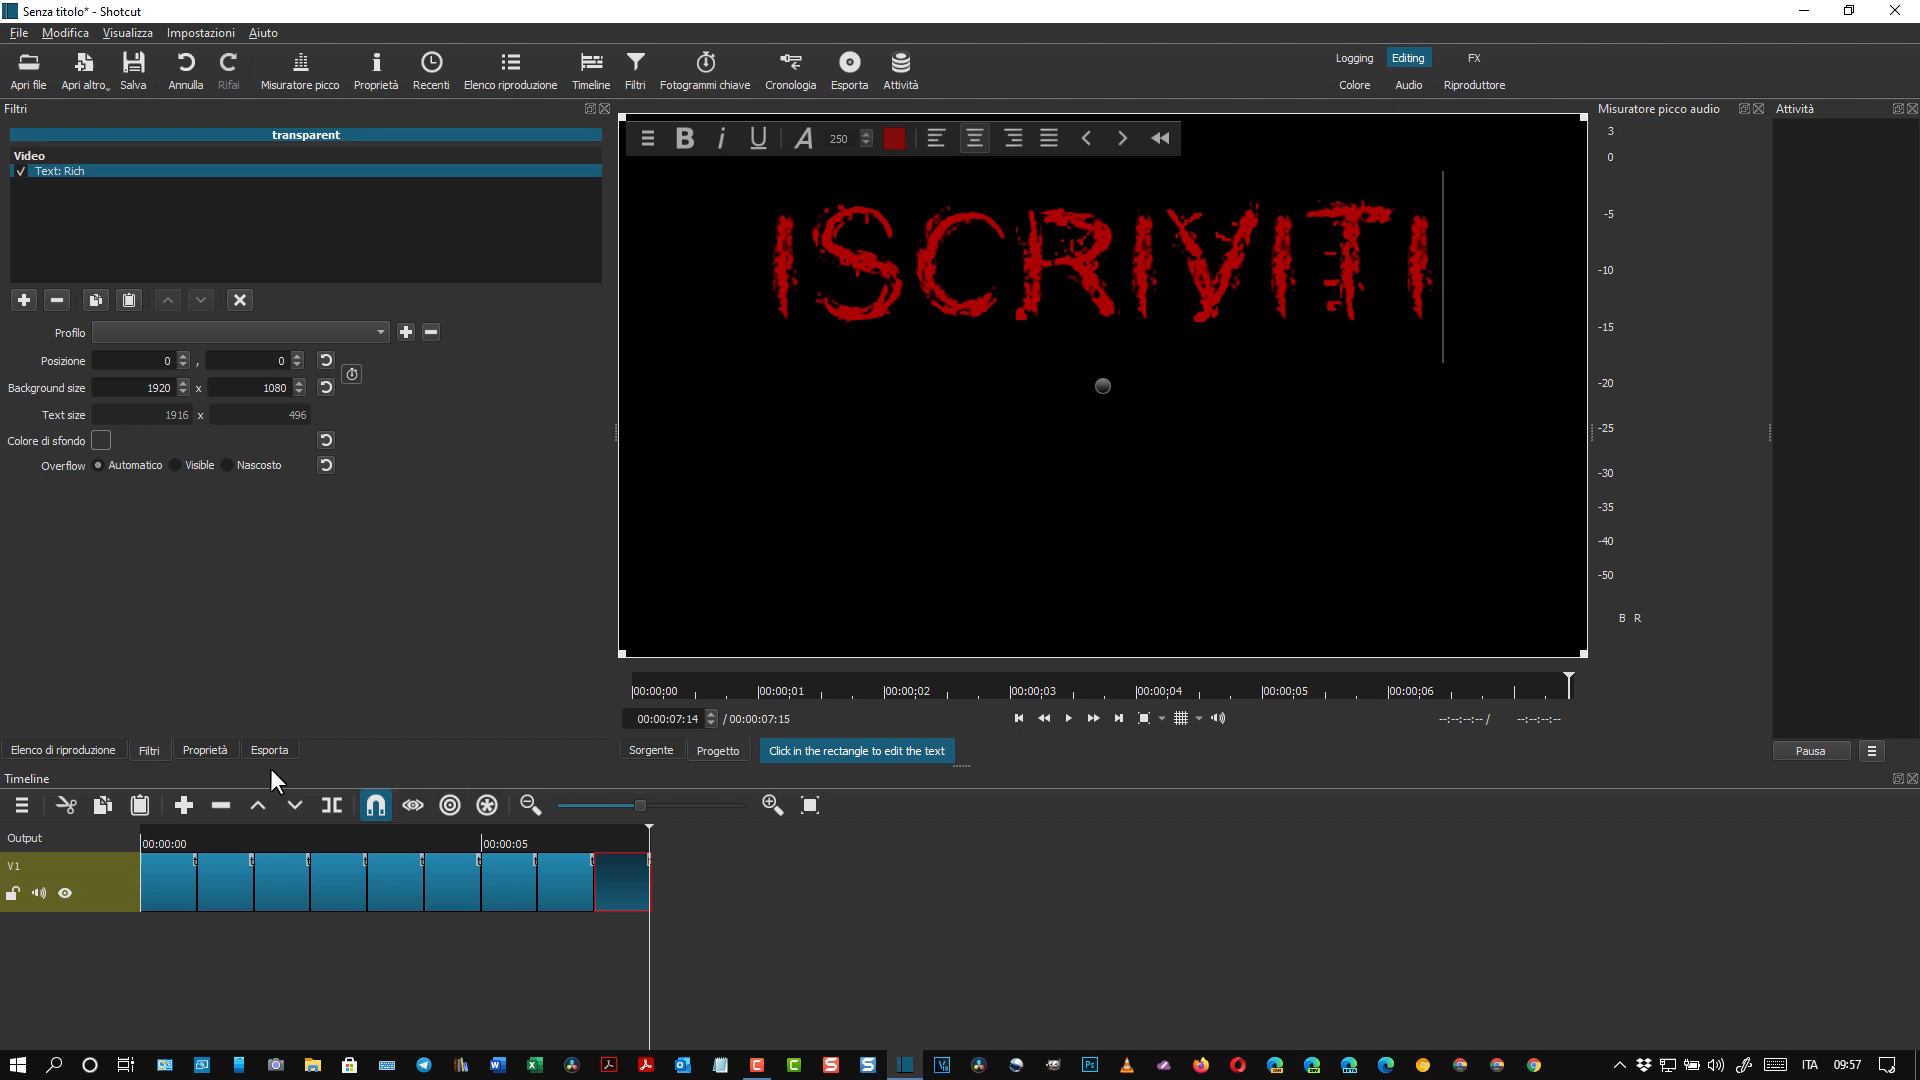 Senza titolo* - Shotcut
File Modifica Visualizza Impostazioni Aiuto
Apri file Apri altro Salva Annulla Rifai Misuratore picco Proprietà Recenti Elenco riproduzione Timeline Filtri Fotogrammi chiave Cronologia Esporta Attività
Logging Editing FX
Colore Audio Riproduttore
Filtri
transparent
Video
Text: Rich
Profilo
Posizione 0 , 0
Background size 1920 x 1080
Text size 1916 x 496
Colore di sfondo
Overflow Automatico Visible Nascosto
B i U A 250
ISCRIVITI
00:00:00 00:00:01 00:00:02 00:00:03 00:00:04 00:00:05 00:00:06
00:00:07:14 / 00:00:07:15
--:--:--:-- / --:--:--:--
Misuratore picco audio
3
0
-5
-10
-15
-20
-25
-30
-35
-40
-45
-50
B R
Attività
Pausa
Elenco di riproduzione Filtri Proprietà Esporta
Sorgente Progetto Click in the rectangle to edit the text
Timeline
Output
00:00:00 00:00:05
V1
ITA 09:57